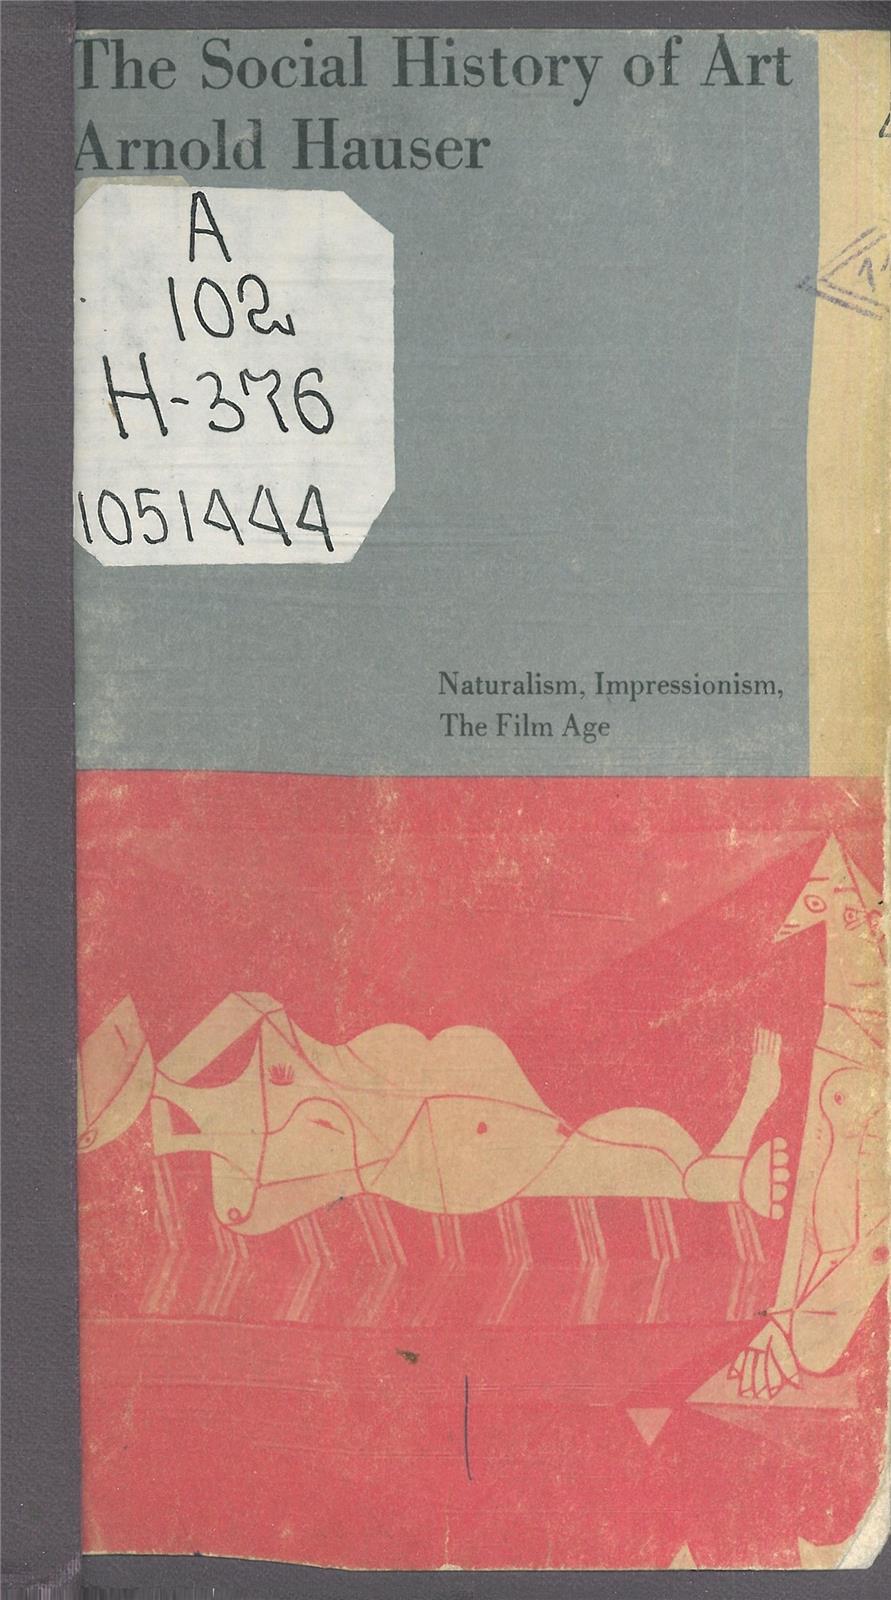 The Social History of Art
Arnold Hauser
A
102
H-376
1051444
Naturalism, Impressionism,
The Film Age